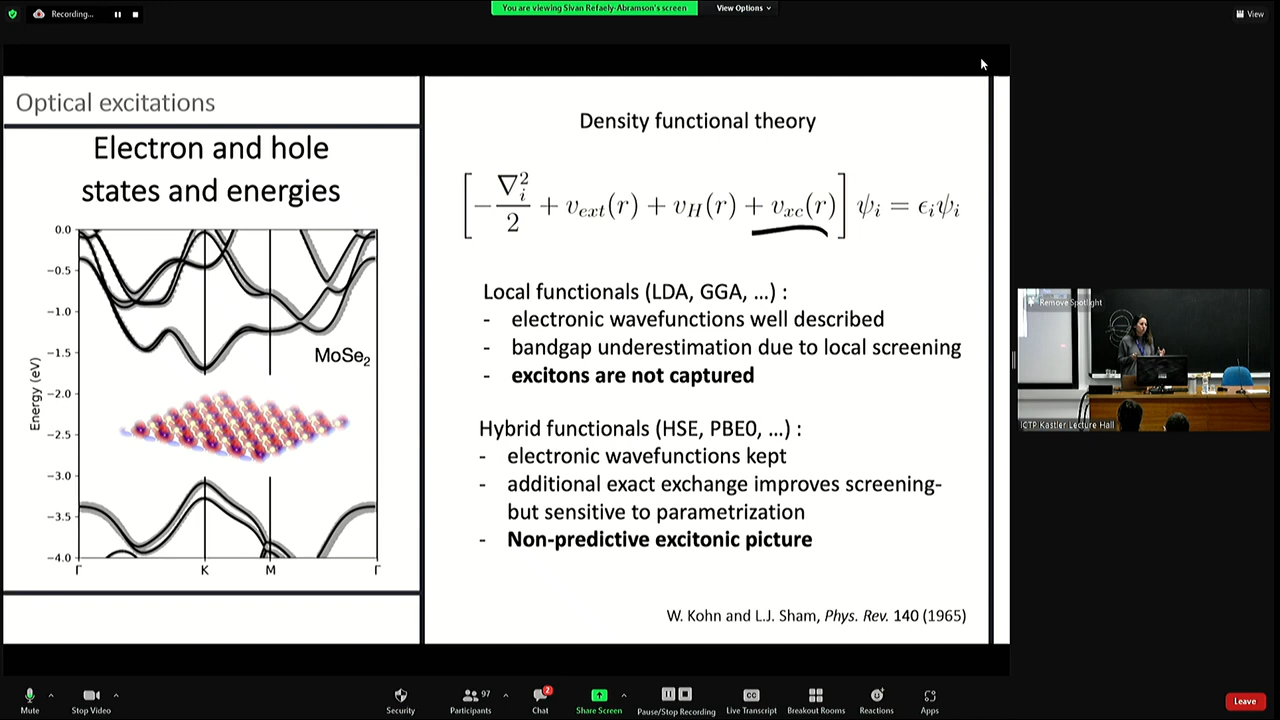 Recording...
You are viewing Sivan Refaely-Abramson's screen
View Options
View
Optical excitations
Electron and hole
states and energies
0.0
−0.5
−1.0
−1.5
−2.0
−2.5
−3.0
−3.5
−4.0
Energy (eV)
MoSe₂
Γ K M Γ
Density functional theory
[−∇ᵢ²/2 + v_ext(r) + v_H(r) + v_xc(r)] ψᵢ = ϵᵢψᵢ
Local functionals (LDA, GGA, ...) :
- electronic wavefunctions well described
- bandgap underestimation due to local screening
- excitons are not captured
Hybrid functionals (HSE, PBE0, ...) :
- electronic wavefunctions kept
- additional exact exchange improves screening-
but sensitive to parametrization
- Non-predictive excitonic picture
W. Kohn and L.J. Sham, Phys. Rev. 140 (1965)
Remove Spotlight
ICTP Kastler Lecture Hall
Mute
Stop Video
Security
Participants
97
Chat
2
Share Screen
Pause/Stop Recording
CC
Live Transcript
Breakout Rooms
Reactions
Apps
Leave